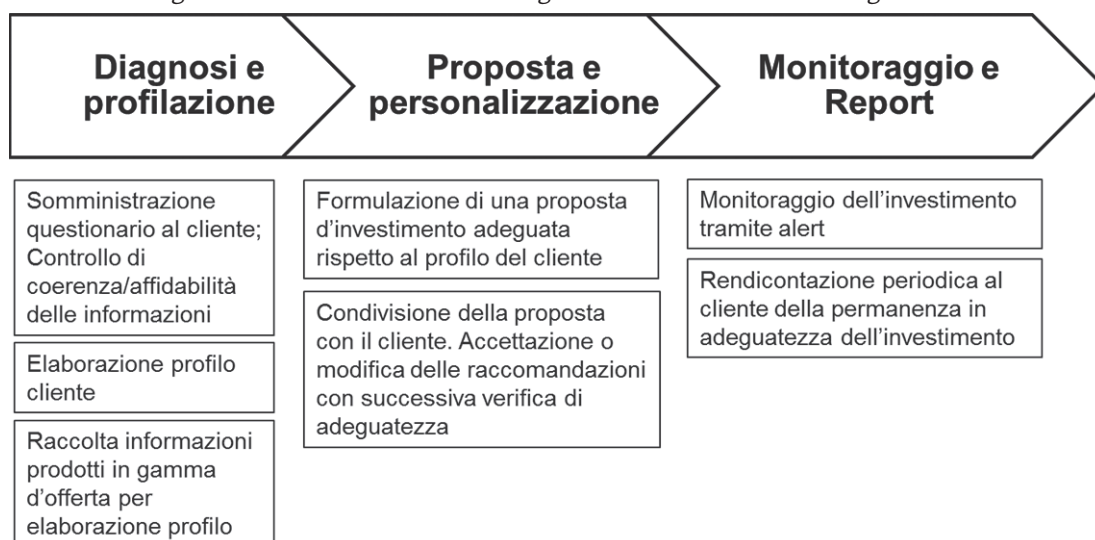 Diagnosi e
profilazione
Proposta e
personalizzazione
Monitoraggio e
Report
Somministrazione
questionario al cliente;
Controllo di
coerenza/affidabilità
delle informazioni
Elaborazione profilo
cliente
Raccolta informazioni
prodotti in gamma
d'offerta per
elaborazione profilo
Formulazione di una proposta
d'investimento adeguata
rispetto al profilo del cliente
Condivisione della proposta
con il cliente. Accettazione o
modifica delle raccomandazioni
con successiva verifica di
adeguatezza
Monitoraggio dell'investimento
tramite alert
Rendicontazione periodica al
cliente della permanenza in
adeguatezza dell'investimento